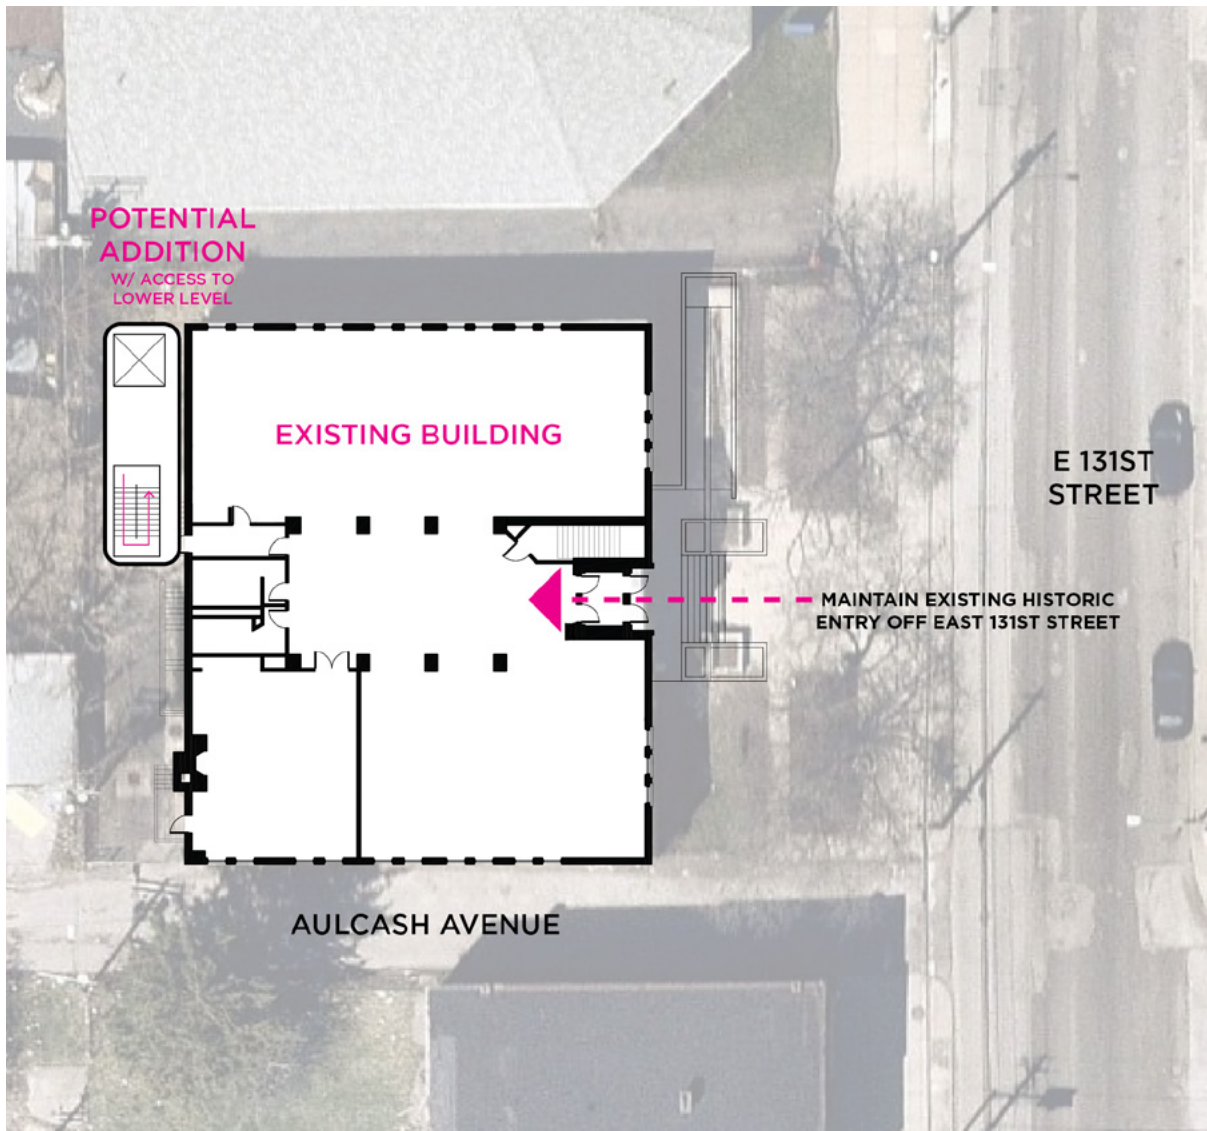 POTENTIAL
ADDITION
W/ ACCESS TO
LOWER LEVEL
EXISTING BUILDING
E 131ST
STREET
MAINTAIN EXISTING HISTORIC
ENTRY OFF EAST 131ST STREET
AULCASH AVENUE